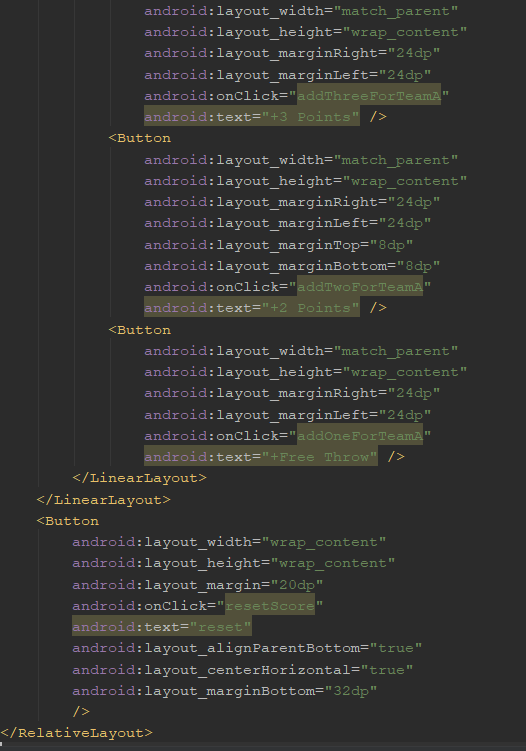 android:layout_width="match_parent"
android:layout_height="wrap_content"
android:layout_marginRight="24dp"
android:layout_marginLeft="24dp"
android:onClick="addThreeForTeamA"
android:text="+3 Points" />
<Button
android:layout_width="match_parent"
android:layout_height="wrap_content"
android:layout_marginRight="24dp"
android:layout_marginLeft="24dp"
android:layout_marginTop="8dp"
android:layout_marginBottom="8dp"
android:onClick="addTwoForTeamA"
android:text="+2 Points" />
<Button
android:layout_width="match_parent"
android:layout_height="wrap_content"
android:layout_marginRight="24dp"
android:layout_marginLeft="24dp"
android:onClick="addOneForTeamA"
android:text="+Free Throw" />
</LinearLayout>
</LinearLayout>
<Button
android:layout_width="wrap_content"
android:layout_height="wrap_content"
android:layout_margin="20dp"
android:onClick="resetScore"
android:text="reset"
android:layout_alignParentBottom="true"
android:layout_centerHorizontal="true"
android:layout_marginBottom="32dp"
/>
</RelativeLayout>